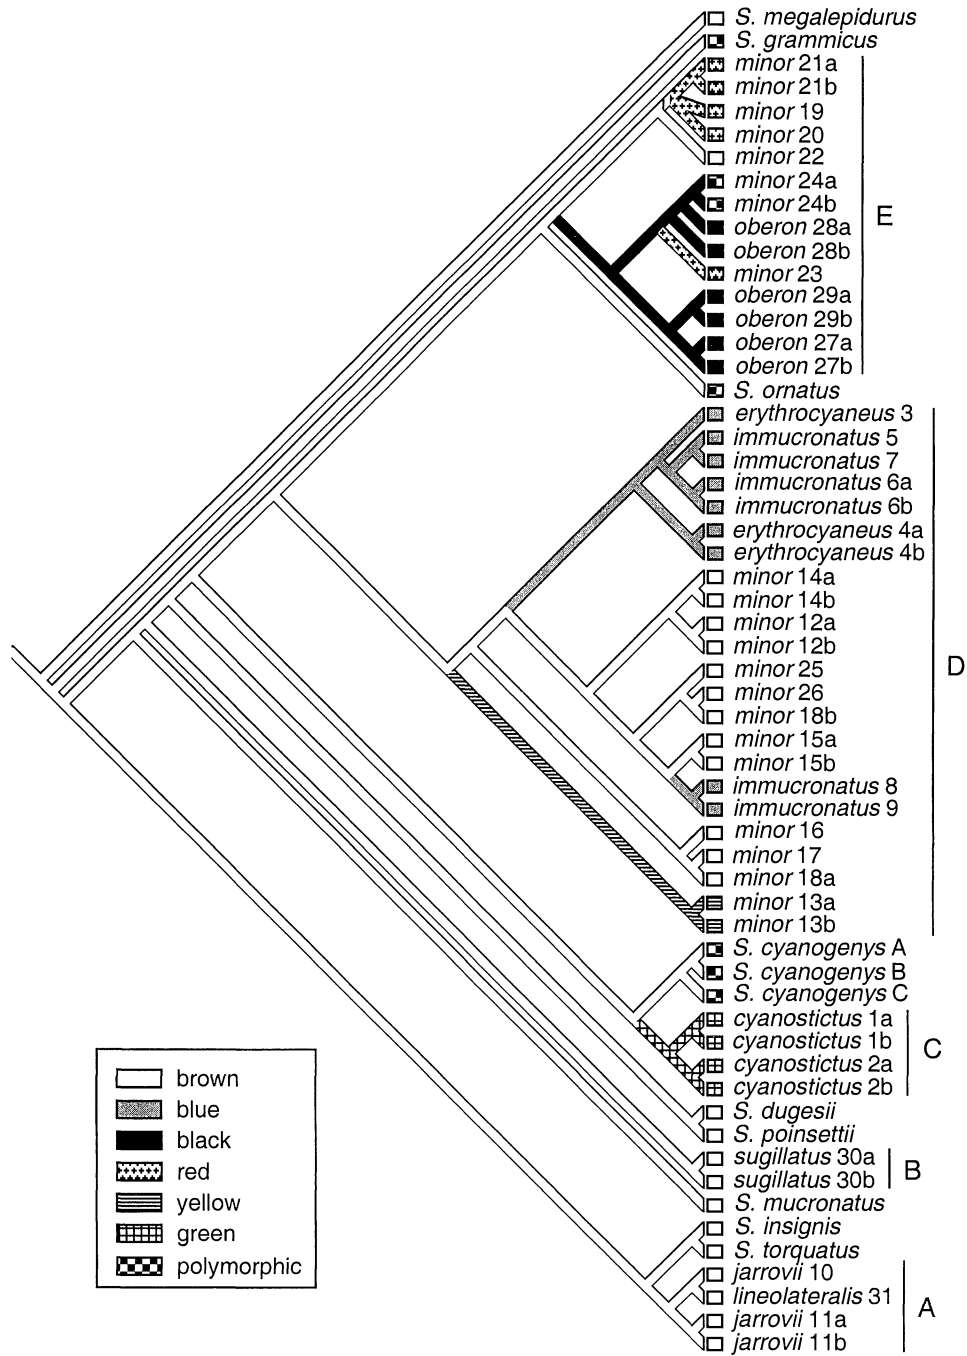 S. megalepidurus
S. grammicus
minor 21a
minor 21b
minor 19
minor 20
minor 22
minor 24a
minor 24b
oberon 28a
oberon 28b
minor 23
oberon 29a
oberon 29b
oberon 27a
oberon 27b
E
S. ornatus
erythrocyaneus 3
immucronatus 5
immucronatus 7
immucronatus 6a
immucronatus 6b
erythrocyaneus 4a
erythrocyaneus 4b
minor 14a
minor 14b
minor 12a
minor 12b
minor 25
minor 26
minor 18b
minor 15a
minor 15b
immucronatus 8
immucronatus 9
minor 16
minor 17
minor 18a
minor 13a
minor 13b
D
S. cyanogenys A
S. cyanogenys B
S. cyanogenys C
cyanostictus 1a
cyanostictus 1b
cyanostictus 2a
cyanostictus 2b
C
S. dugesii
S. poinsettii
sugillatus 30a
sugillatus 30b
B
S. mucronatus
S. insignis
S. torquatus
jarrovii 10
lineolateralis 31
jarrovii 11a
jarrovii 11b
A
brown
blue
black
red
yellow
green
polymorphic